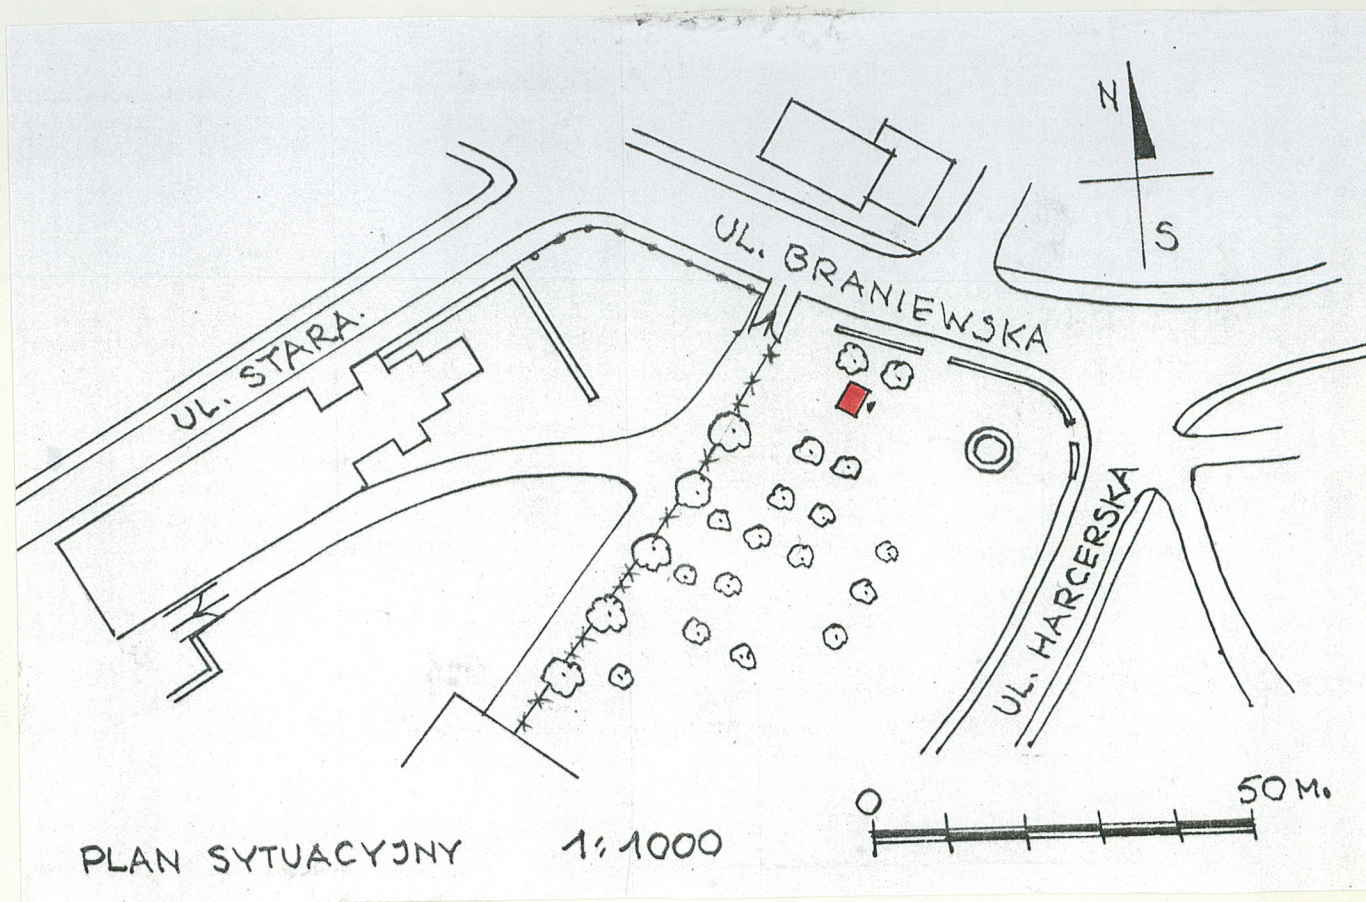 N
S
UL. BRANIEWSKA
UL. STARA.
UL. HARCERSKA
0
50 M.
PLAN SYTUACYJNY 1:1000